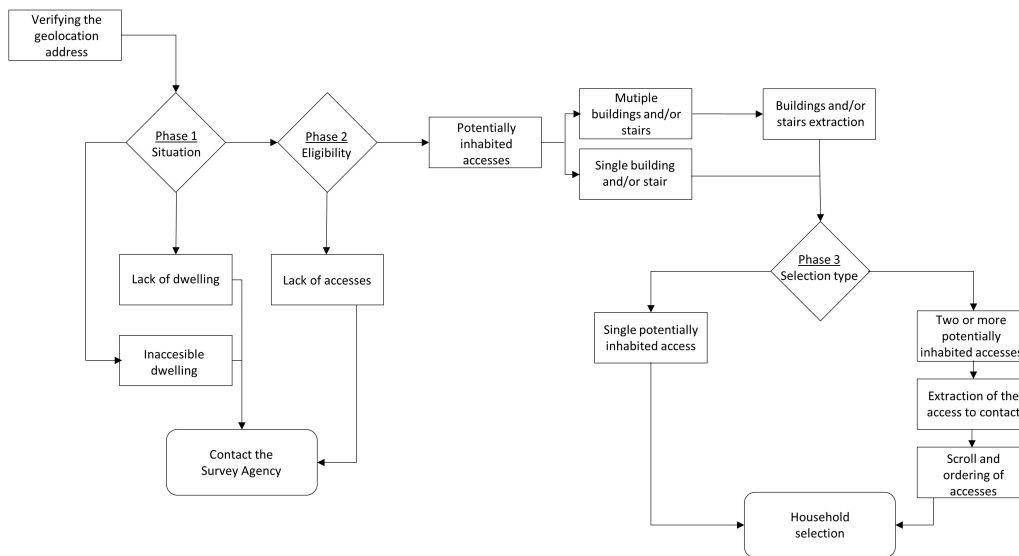 Verifying the
geolocation
address
Phase 1
Situation
Phase 2
Eligibility
Potentially
inhabited
accesses
Mutiple
buildings and/or
stairs
Buildings and/or
stairs extraction
Single building
and/or stair
Lack of dwelling
Lack of accesses
Inaccesible
dwelling
Contact the
Survey Agency
Phase 3
Selection type
Single potentially
inhabited access
Two or more
potentially
inhabited accesses
Extraction of the
access to contact
Scroll and
ordering of
accesses
Household
selection